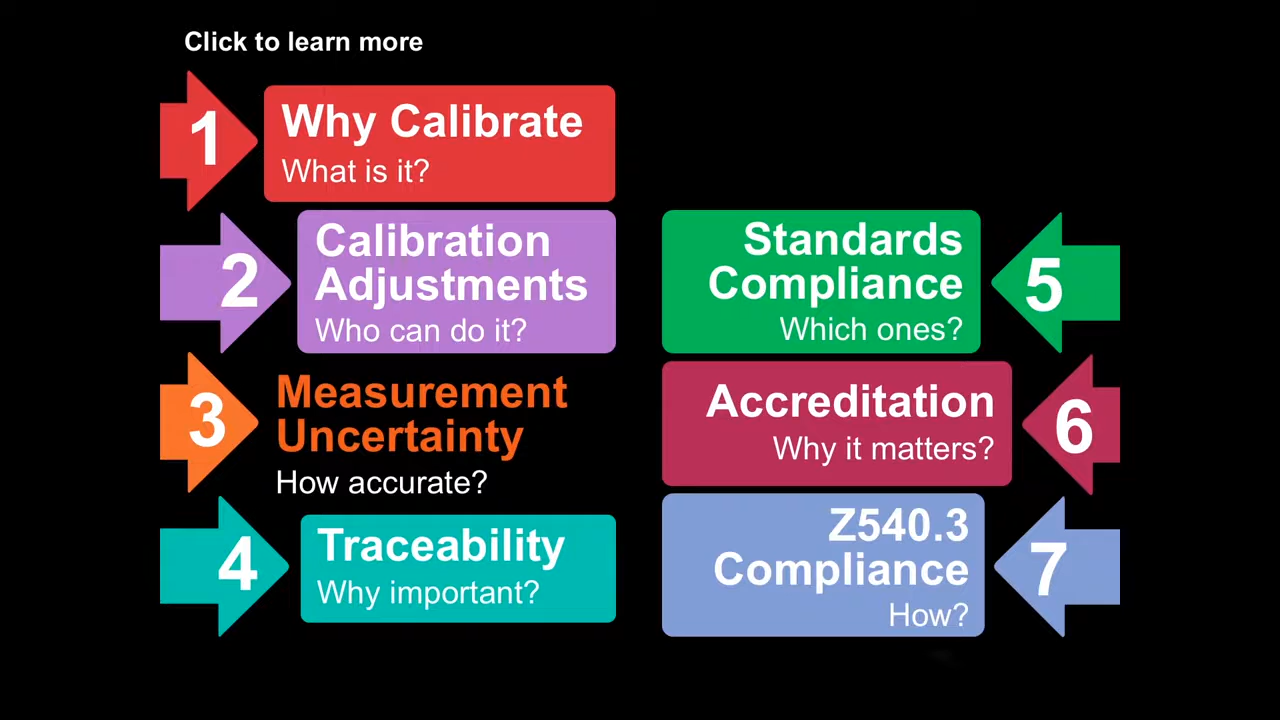 Click to learn more
1
Why Calibrate
What is it?
2
Calibration
Adjustments
Who can do it?
3
Measurement
Uncertainty
How accurate?
4
Traceability
Why important?
Standards
Compliance
Which ones?
5
Accreditation
Why it matters?
6
Z540.3
Compliance
How?
7